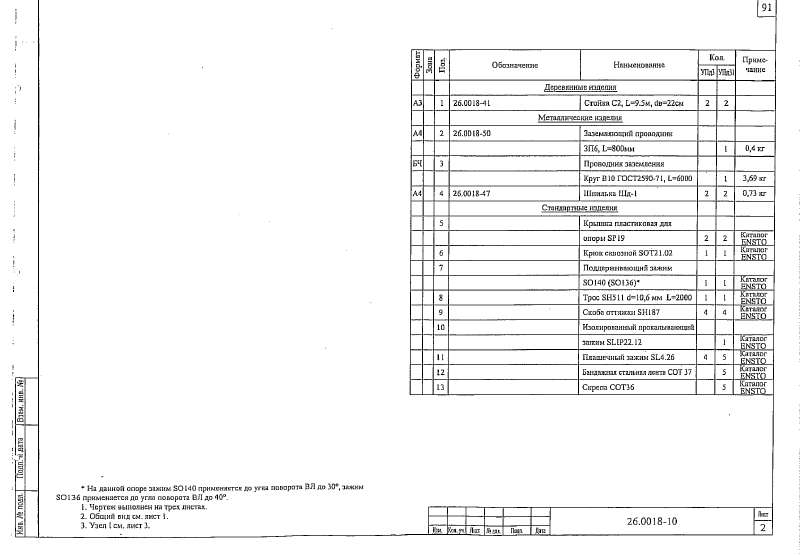 91
Формат Зона Поз. Обозначение Наименование Кол. Приме-
УПд3 УПд31 чание
Деревянные изделия
А3 1 26.0018-41 Стойка С2, L=9.5м, dв=22см 2 2
Металлические изделия
А4 2 26.0018-50 Заземляющий проводник
ЗП6, L=800мм 1 0,4 кг
БЧ 3 Проводник заземления
Круг В10 ГОСТ2590-71, L=6000 1 3,69 кг
А4 4 26.0018-47 Шпилька Шд-1 2 2 0,73 кг
Стандартные изделия
5 Крышка пластиковая для
опоры SP19 2 2 Каталог ENSTO
6 Крюк сквозной SOT21.02 1 1 Каталог ENSTO
7 Поддерживающий зажим
SO140 (SO136)* 1 1 Каталог ENSTO
8 Трос SH511 d=10,6 мм L=2000 1 1 Каталог ENSTO
9 Скоба оттяжки SH187 4 4 Каталог ENSTO
10 Изолированный прокалывающий
зажим SLIP22.12 1 Каталог ENSTO
11 Плашечный зажим SL4.26 4 5 Каталог ENSTO
12 Бандажная стальная лента COT 37 5 Каталог ENSTO
13 Скрепа COT36 5 Каталог ENSTO
* На данной опоре зажим SO140 применяется до угла поворота ВЛ до 30°, зажим
SO136 применяется до угла поворота ВЛ до 40°.
1. Чертеж выполнен на трех листах.
2. Общий вид см. лист 1.
3. Узел I см. лист 3.
Взам. инв. №
Подп. и дата
Инв. № подл.
Изм. Кол. уч. Лист № док. Подп. Дата
26.0018-10
Лист
2